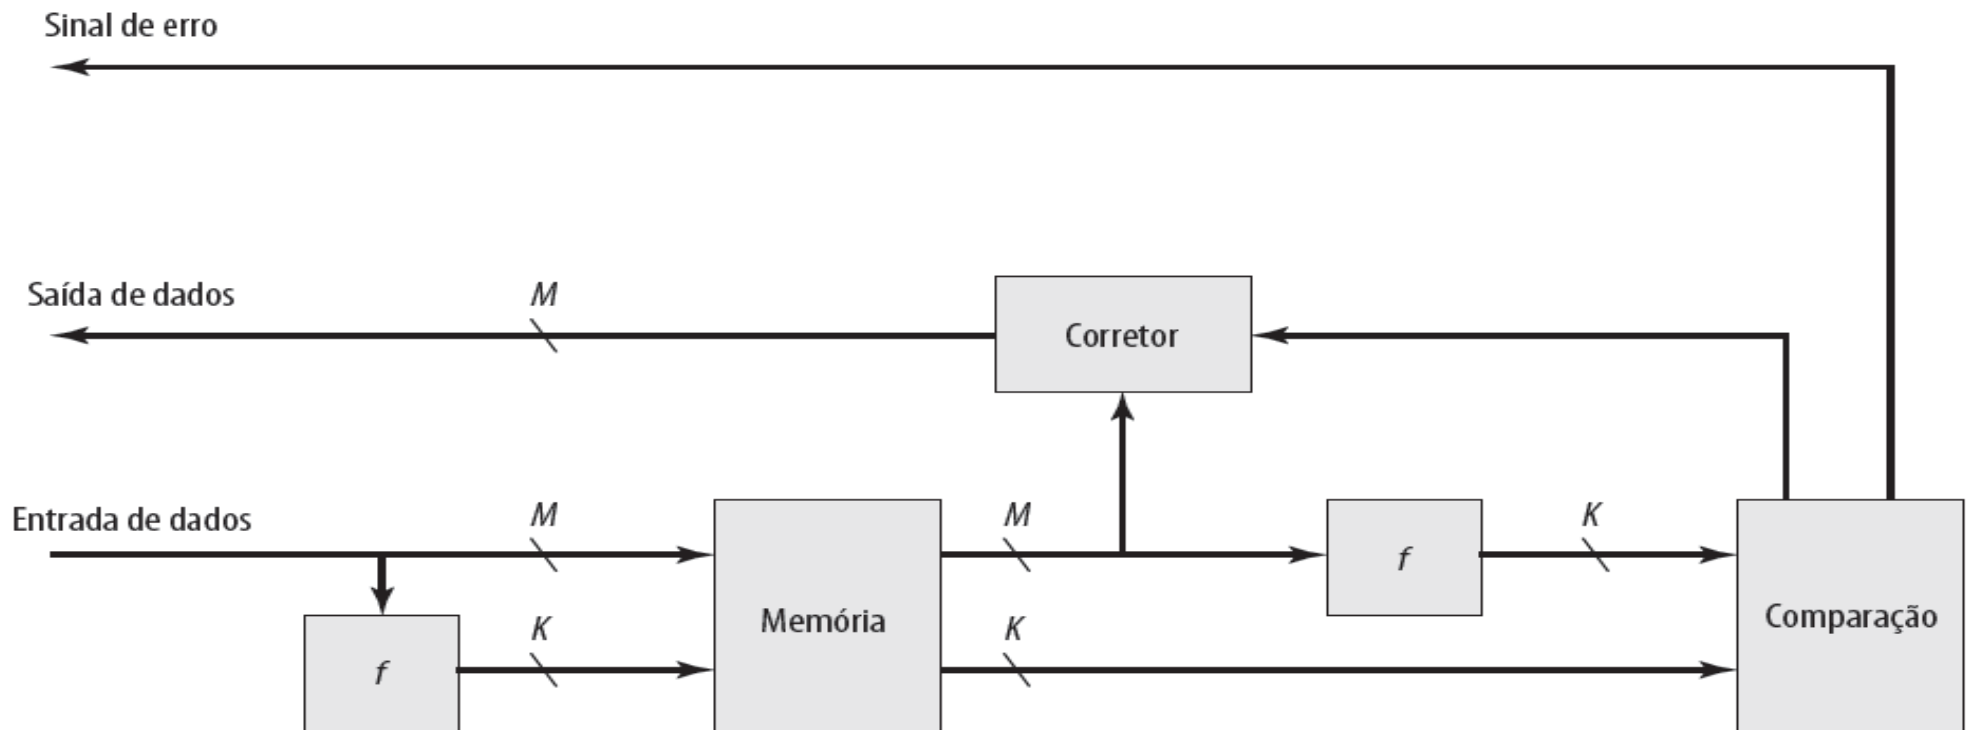 Sinal de erro
Saída de dados
M
Corretor
Entrada de dados
M
M
K
f
Memória
Comparação
K
K
f